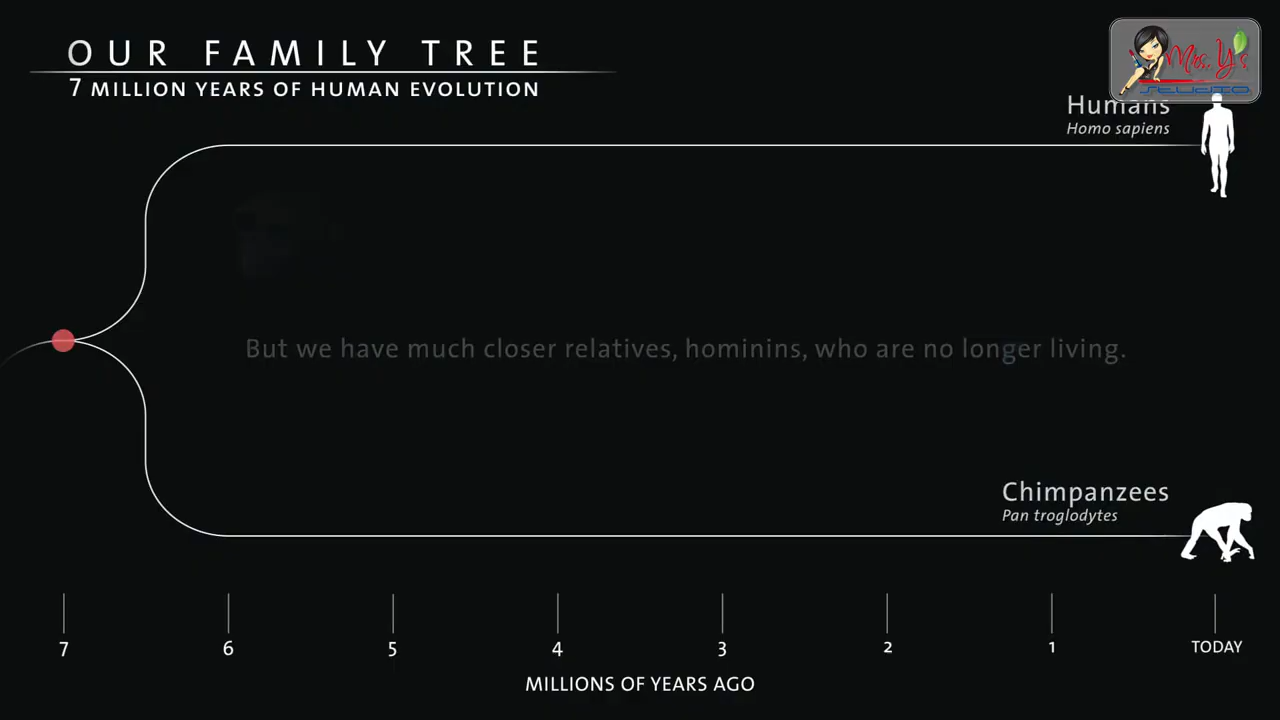 OUR FAMILY TREE
7 MILLION YEARS OF HUMAN EVOLUTION
Mrs. Y's
STUDIO
Humans
Homo sapiens
But we have much closer relatives, hominins, who are no longer living.
Chimpanzees
Pan troglodytes
7 6 5 4 3 2 1 TODAY
MILLIONS OF YEARS AGO